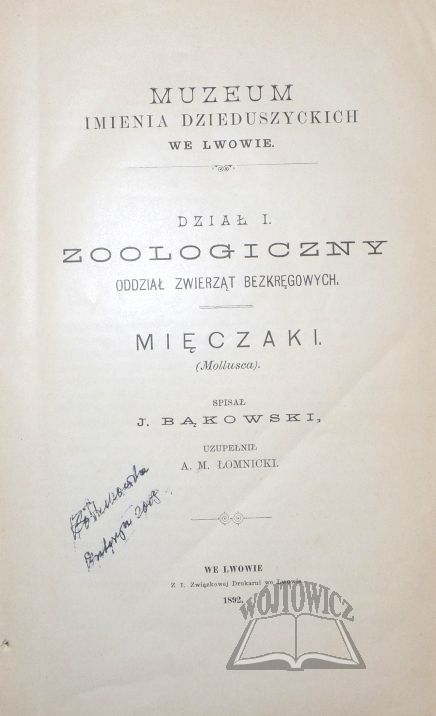 MUZEUM
IMIENIA DZIEDUSZYCKICH
WE LWOWIE.
DZIAŁ I.
ZOOLOGICZNY
ODDZIAŁ ZWIERZĄT BEZKRĘGOWYCH.
MIĘCZAKI.
(Mollusca).
SPISAŁ
J. BĄKOWSKI,
UZUPEŁNIŁ
A. M. ŁOMNICKI.
WE LWOWIE
Z I. Związkowej Drukarni we Lwowie
1892.
WÓJTOWICZ